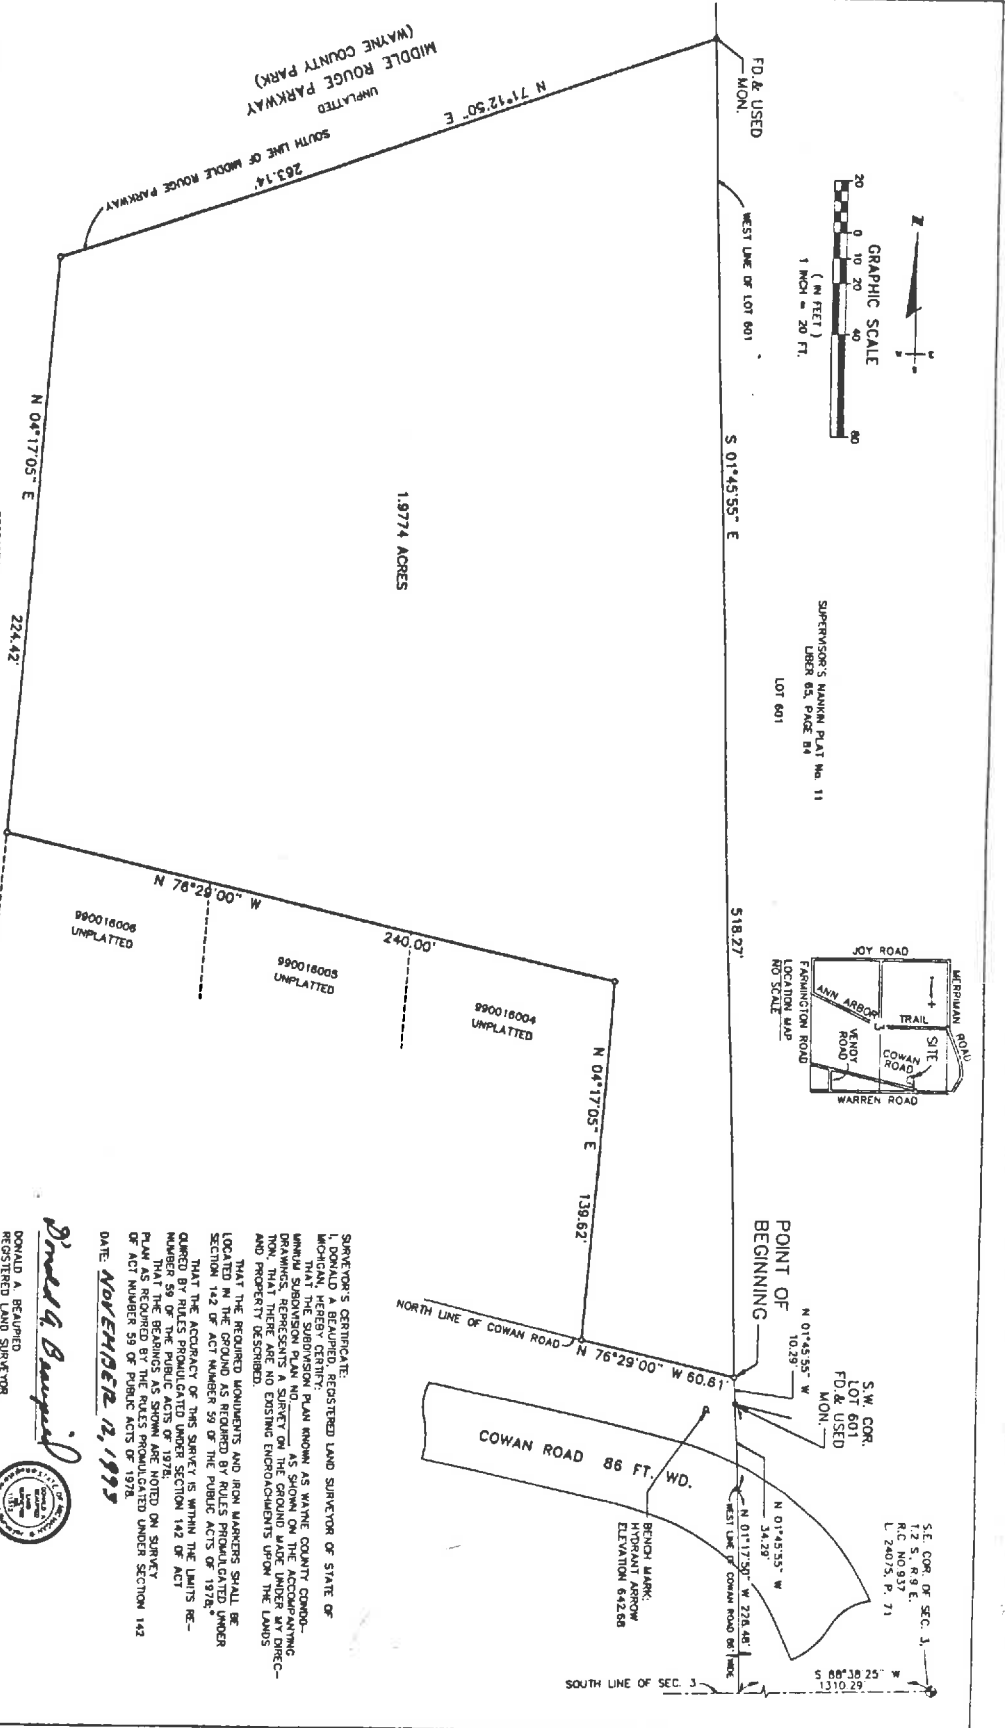 FD.& USED
MON.
20 0 10 20 40 80
GRAPHIC SCALE
( IN FEET )
1 INCH = 20 FT.
WEST LINE OF LOT 601
S 01°45'55" E
518.27'
SUPERVISOR'S NANKIN PLAT No. 11
LIBER 65, PAGE 84
LOT 601
MIDDLE ROUGE PARKWAY
(WAYNE COUNTY PARK)
UNPLATTED
N 71°12'50" E
263.14'
SOUTH LINE OF MIDDLE ROUGE PARKWAY
N 04°17'05" E
224.42'
1.9774 ACRES
N 76°29'00" W
240.00'
990016006
UNPLATTED
990016005
UNPLATTED
990016004
UNPLATTED
N 04°17'05" E
139.62'
JOY ROAD
MERRIMAN ROAD
ANN ARBOR
TRAIL
SITE
COWAN
ROAD
VENOY
ROAD
WARREN ROAD
FARMINGTON ROAD
LOCATION MAP
NO SCALE
POINT OF
BEGINNING
N 01°45'55" W
10.29'
S.W. COR.
LOT 601
FD.& USED
MON.
N 01°45'55" W
34.29'
N 01°17'50" W 228.48'
WEST LINE OF COWAN ROAD 86' WIDE
S.E. COR. OF SEC. 3,
T.2 S., R.9 E.
R.C. NO 937
L. 24075, P. 71
S 88°38'25" W
1310.29'
SOUTH LINE OF SEC. 3
NORTH LINE OF COWAN ROAD
N 76°29'00" W 60.81'
COWAN ROAD 86 FT. WD.
BENCH MARK:
HYDRANT ARROW
ELEVATION 642.68
SURVEYOR'S CERTIFICATE:
I, DONALD A BEAUPIED, REGISTERED LAND SURVEYOR OF STATE OF
MICHIGAN, HEREBY CERTIFY:
THAT THE SUBDIVISION PLAN KNOWN AS WAYNE COUNTY CONDO-
MINIUM SUBDIVISION PLAN NO.______ AS SHOWN ON THE ACCOMPANYING
DRAWINGS, REPRESENTS A SURVEY ON THE GROUND MADE UNDER MY DIREC-
TION, THAT THERE ARE NO EXISTING ENCROACHMENTS UPON THE LANDS
AND PROPERTY DESCRIBED.
THAT THE REQUIRED MONUMENTS AND IRON MARKERS SHALL BE
LOCATED IN THE GROUND AS REQUIRED BY RULES PROMULGATED UNDER
SECTION 142 OF ACT NUMBER 59 OF THE PUBLIC ACTS OF 1978.
THAT THE ACCURACY OF THIS SURVEY IS WITHIN THE LIMITS RE-
QUIRED BY RULES PROMULGATED UNDER SECTION 142 OF ACT
NUMBER 59 OF THE PUBLIC ACTS OF 1978.
THAT THE BEARINGS AS SHOWN ARE NOTED ON SURVEY
PLAN AS REQUIRED BY THE RULES PROMULGATED UNDER SECTION 142
OF ACT NUMBER 59 OF PUBLIC ACTS OF 1978.
DATE: NOVEMBER 12, 1993
Donald A. Beaupied
DONALD A. BEAUPIED
REGISTERED LAND SURVEYOR